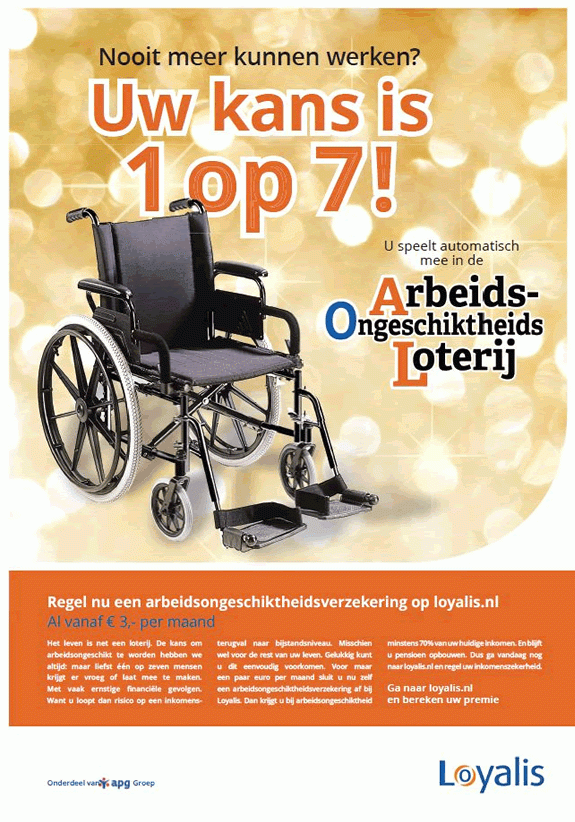 Nooit meer kunnen werken?
Uw kans is
1 op 7!
U speelt automatisch
mee in de
Arbeids-
Ongeschiktheids
Loterij
Regel nu een arbeidsongeschiktheidsverzekering op loyalis.nl
Al vanaf € 3,- per maand
Het leven is net een loterij. De kans om
arbeidsongeschikt te worden hebben we
altijd: maar liefst één op zeven mensen
krijgt er vroeg of laat mee te maken.
Met vaak ernstige financiële gevolgen.
Want u loopt dan risico op een inkomens-
terugval naar bijstandsniveau. Misschien
wel voor de rest van uw leven. Gelukkig kunt
u dit eenvoudig voorkomen. Voor maar
een paar euro per maand sluit u nu zelf
een arbeidsongeschiktheidsverzekering af bij
Loyalis. Dan krijgt u bij arbeidsongeschiktheid
minstens 70% van uw huidige inkomen. En blijft
u pensioen opbouwen. Dus ga vandaag nog
naar loyalis.nl en regel uw inkomenszekerheid.
Ga naar loyalis.nl
en bereken uw premie
Onderdeel van apg Groep
Loyalis